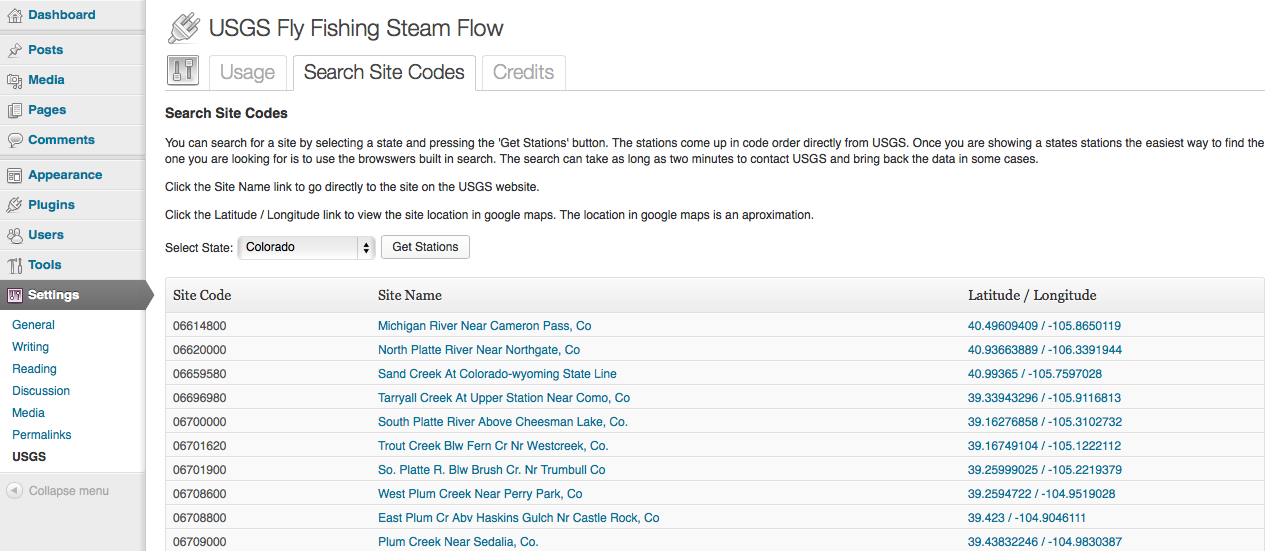 Dashboard
Posts
Media
Pages
Comments
Appearance
Plugins
Users
Tools
Settings
General
Writing
Reading
Discussion
Media
Permalinks
USGS
Collapse menu
USGS Fly Fishing Steam Flow
Usage Search Site Codes Credits
Search Site Codes
You can search for a site by selecting a state and pressing the 'Get Stations' button. The stations come up in code order directly from USGS. Once you are showing a states stations the easiest way to find the
one you are looking for is to use the browswers built in search. The search can take as long as two minutes to contact USGS and bring back the data in some cases.
Click the Site Name link to go directly to the site on the USGS website.
Click the Latitude / Longitude link to view the site location in google maps. The location in google maps is an aproximation.
Select State: Colorado Get Stations
Site Code Site Name Latitude / Longitude
06614800 Michigan River Near Cameron Pass, Co 40.49609409 / -105.8650119
06620000 North Platte River Near Northgate, Co 40.93663889 / -106.3391944
06659580 Sand Creek At Colorado-wyoming State Line 40.99365 / -105.7597028
06696980 Tarryall Creek At Upper Station Near Como, Co 39.33943296 / -105.9116813
06700000 South Platte River Above Cheesman Lake, Co. 39.16276858 / -105.3102732
06701620 Trout Creek Blw Fern Cr Nr Westcreek, Co. 39.16749104 / -105.1222112
06701900 So. Platte R. Blw Brush Cr. Nr Trumbull Co 39.25999025 / -105.2219379
06708600 West Plum Creek Near Perry Park, Co 39.2594722 / -104.9519028
06708800 East Plum Cr Abv Haskins Gulch Nr Castle Rock, Co 39.423 / -104.9046111
06709000 Plum Creek Near Sedalia, Co. 39.43832246 / -104.9830387